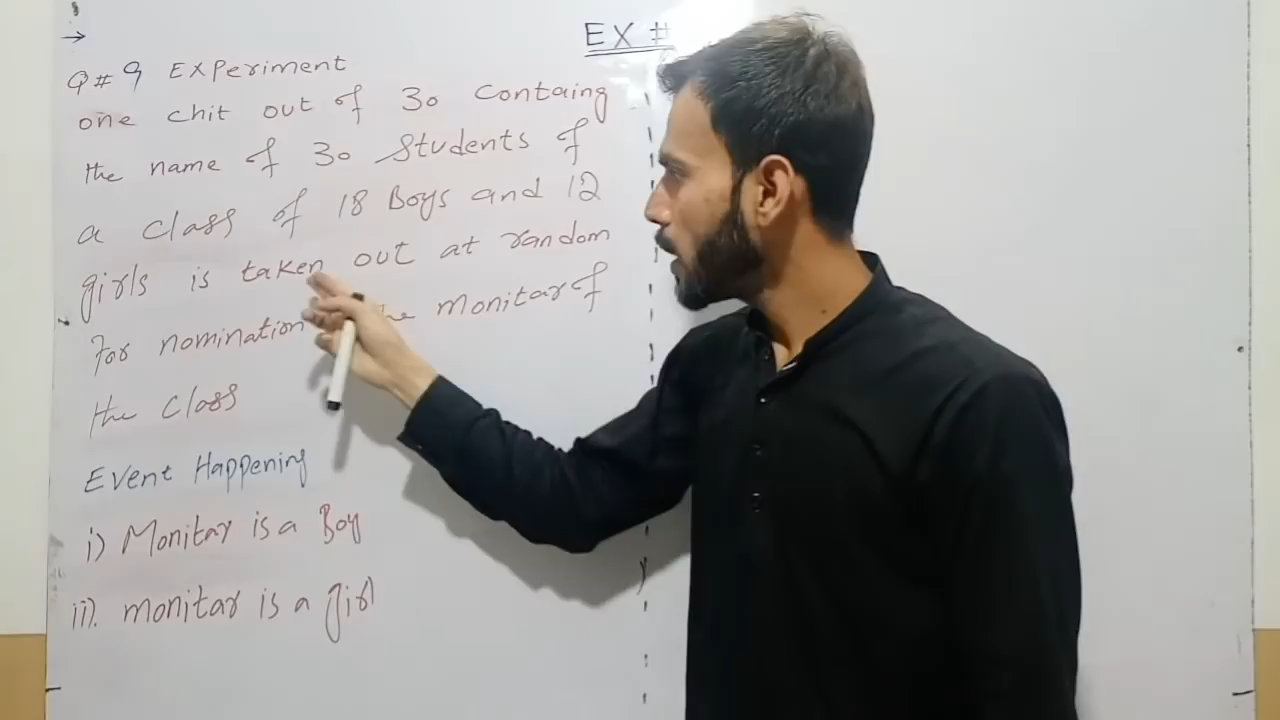 EX #
Q # 9 Experiment
one chit out of 30 Containg
the name of 30 Students of
a class of 18 Boys and 12
girls is taken out at random
For nomination the monitar of
the Class
Event Happening
i) Monitar is a Boy
ii). monitar is a girl